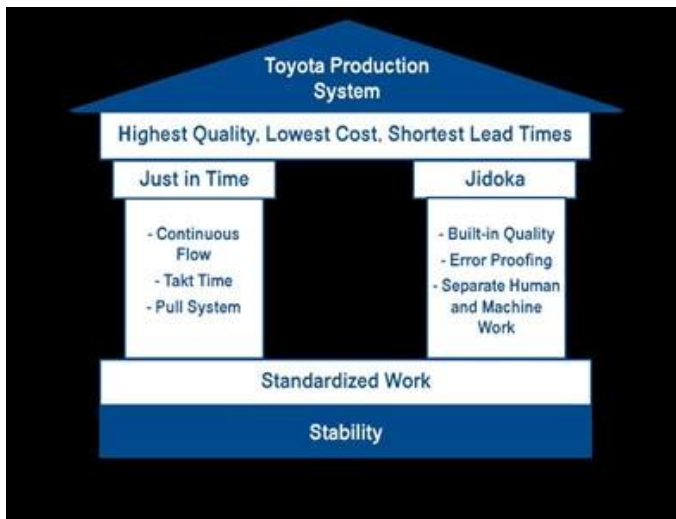 Toyota Production
System
Highest Quality, Lowest Cost, Shortest Lead Times
Just in Time
- Continuous
Flow
- Takt Time
- Pull System
Jidoka
- Built-in Quality
- Error Proofing
- Separate Human
and Machine
Work
Standardized Work
Stability